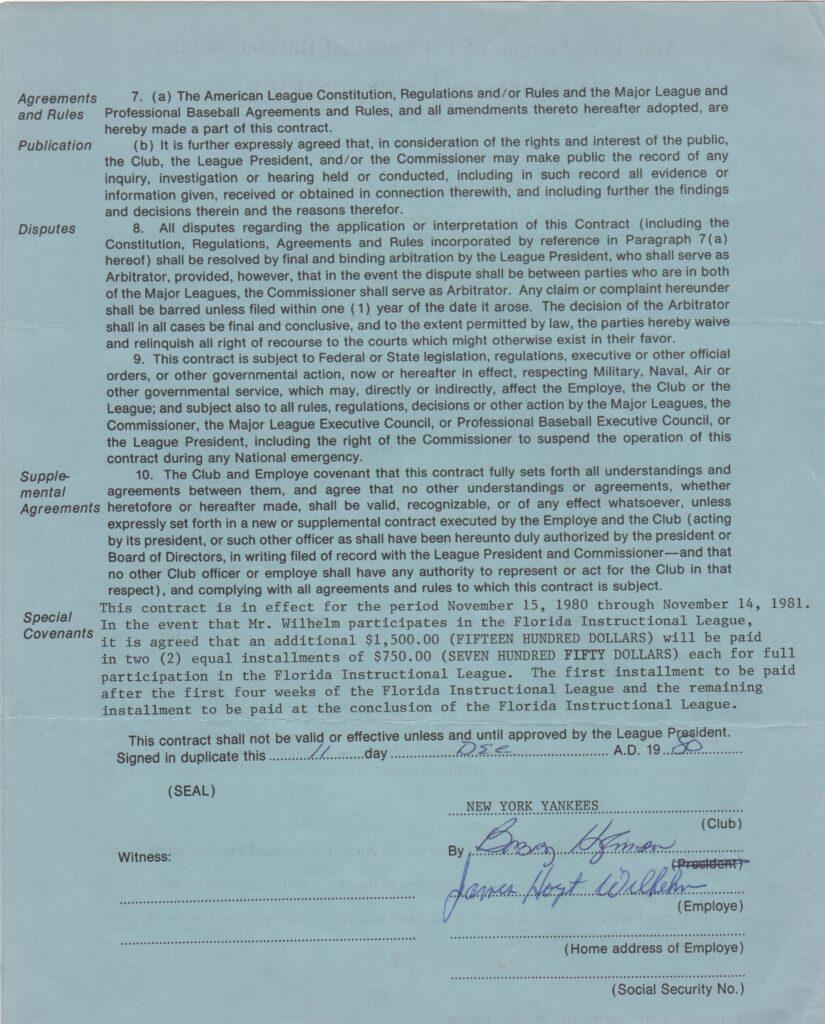 Agreements and Rules
7. (a) The American League Constitution, Regulations and/or Rules and the Major League and
Professional Baseball Agreements and Rules, and all amendments thereto hereafter adopted, are
hereby made a part of this contract.
Publication
(b) It is further expressly agreed that, in consideration of the rights and interest of the public,
the Club, the League President, and/or the Commissioner may make public the record of any
inquiry, investigation or hearing held or conducted, including in such record all evidence or
information given, received or obtained in connection therewith, and including further the findings
and decisions therein and the reasons therefor.
Disputes
8. All disputes regarding the application or interpretation of this Contract (including the
Constitution, Regulations, Agreements and Rules incorporated by reference in Paragraph 7(a)
hereof) shall be resolved by final and binding arbitration by the League President, who shall serve as
Arbitrator, provided, however, that in the event the dispute shall be between parties who are in both
of the Major Leagues, the Commissioner shall serve as Arbitrator. Any claim or complaint hereunder
shall be barred unless filed within one (1) year of the date it arose. The decision of the Arbitrator
shall in all cases be final and conclusive, and to the extent permitted by law, the parties hereby waive
and relinquish all right of recourse to the courts which might otherwise exist in their favor.
9. This contract is subject to Federal or State legislation, regulations, executive or other official
orders, or other governmental action, now or hereafter in effect, respecting Military, Naval, Air or
other governmental service, which may, directly or indirectly, affect the Employe, the Club or the
League; and subject also to all rules, regulations, decisions or other action by the Major Leagues, the
Commissioner, the Major League Executive Council, or Professional Baseball Executive Council, or
the League President, including the right of the Commissioner to suspend the operation of this
contract during any National emergency.
Supple-
mental
Agreements
10. The Club and Employe covenant that this contract fully sets forth all understandings and
agreements between them, and agree that no other understandings or agreements, whether
heretofore or hereafter made, shall be valid, recognizable, or of any effect whatsoever, unless
expressly set forth in a new or supplemental contract executed by the Employe and the Club (acting
by its president, or such other officer as shall have been hereunto duly authorized by the president or
Board of Directors, in writing filed of record with the League President and Commissioner—and that
no other Club officer or employe shall have any authority to represent or act for the Club in that
respect), and complying with all agreements and rules to which this contract is subject.
Special
Covenants
This contract is in effect for the period November 15, 1980 through November 14, 1981.
In the event that Mr. Wilhelm participates in the Florida Instructional League,
it is agreed that an additional $1,500.00 (FIFTEEN HUNDRED DOLLARS) will be paid
in two (2) equal installments of $750.00 (SEVEN HUNDRED FIFTY DOLLARS) each for full
participation in the Florida Instructional League. The first installment to be paid
after the first four weeks of the Florida Instructional League and the remaining
installment to be paid at the conclusion of the Florida Instructional League.
This contract shall not be valid or effective unless and until approved by the League President.
Signed in duplicate this 11 day Dec A.D. 19 80
(SEAL)
NEW YORK YANKEES
(Club)
Witness:
By
(President)
James Hoyt Wilhelm
(Employe)
(Home address of Employe)
(Social Security No.)